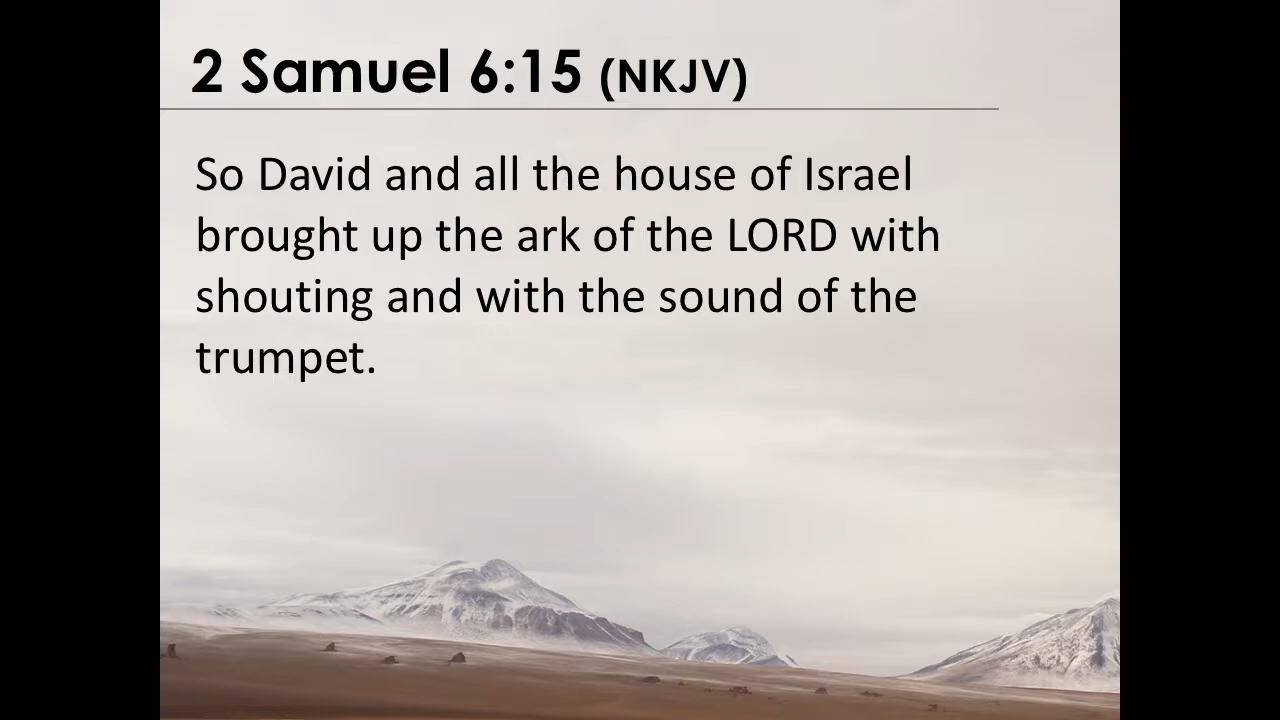 2 Samuel 6:15 (NKJV)
So David and all the house of Israel
brought up the ark of the LORD with
shouting and with the sound of the
trumpet.